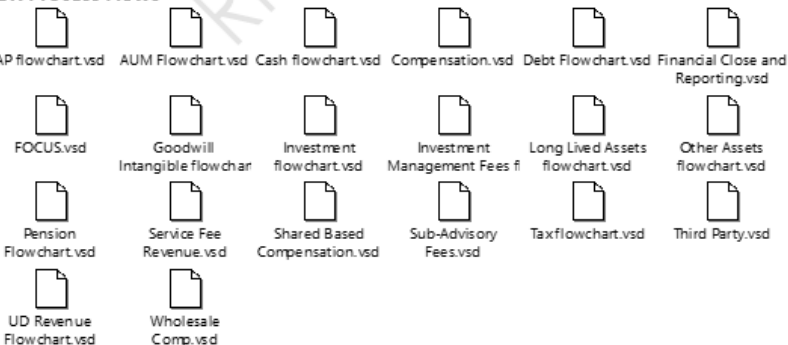 AP flowchart.vsd AUM Flowchart.vsd Cash flowchart.vsd Compensation.vsd Debt Flowchart.vsd Financial Close and
Reporting.vsd
FOCUS.vsd Goodwill Investment Investment Long Lived Assets Other Assets
Intangible flowchar flowchart.vsd Management Fees fl flowchart.vsd flowchart.vsd
Pension Service Fee Shared Based Sub-Advisory Taxflowchart.vsd Third Party.vsd
Flowchart.vsd Revenue.vsd Compensation.vsd Fees.vsd
UD Revenue Wholesale
Flowchart.vsd Comp.vsd